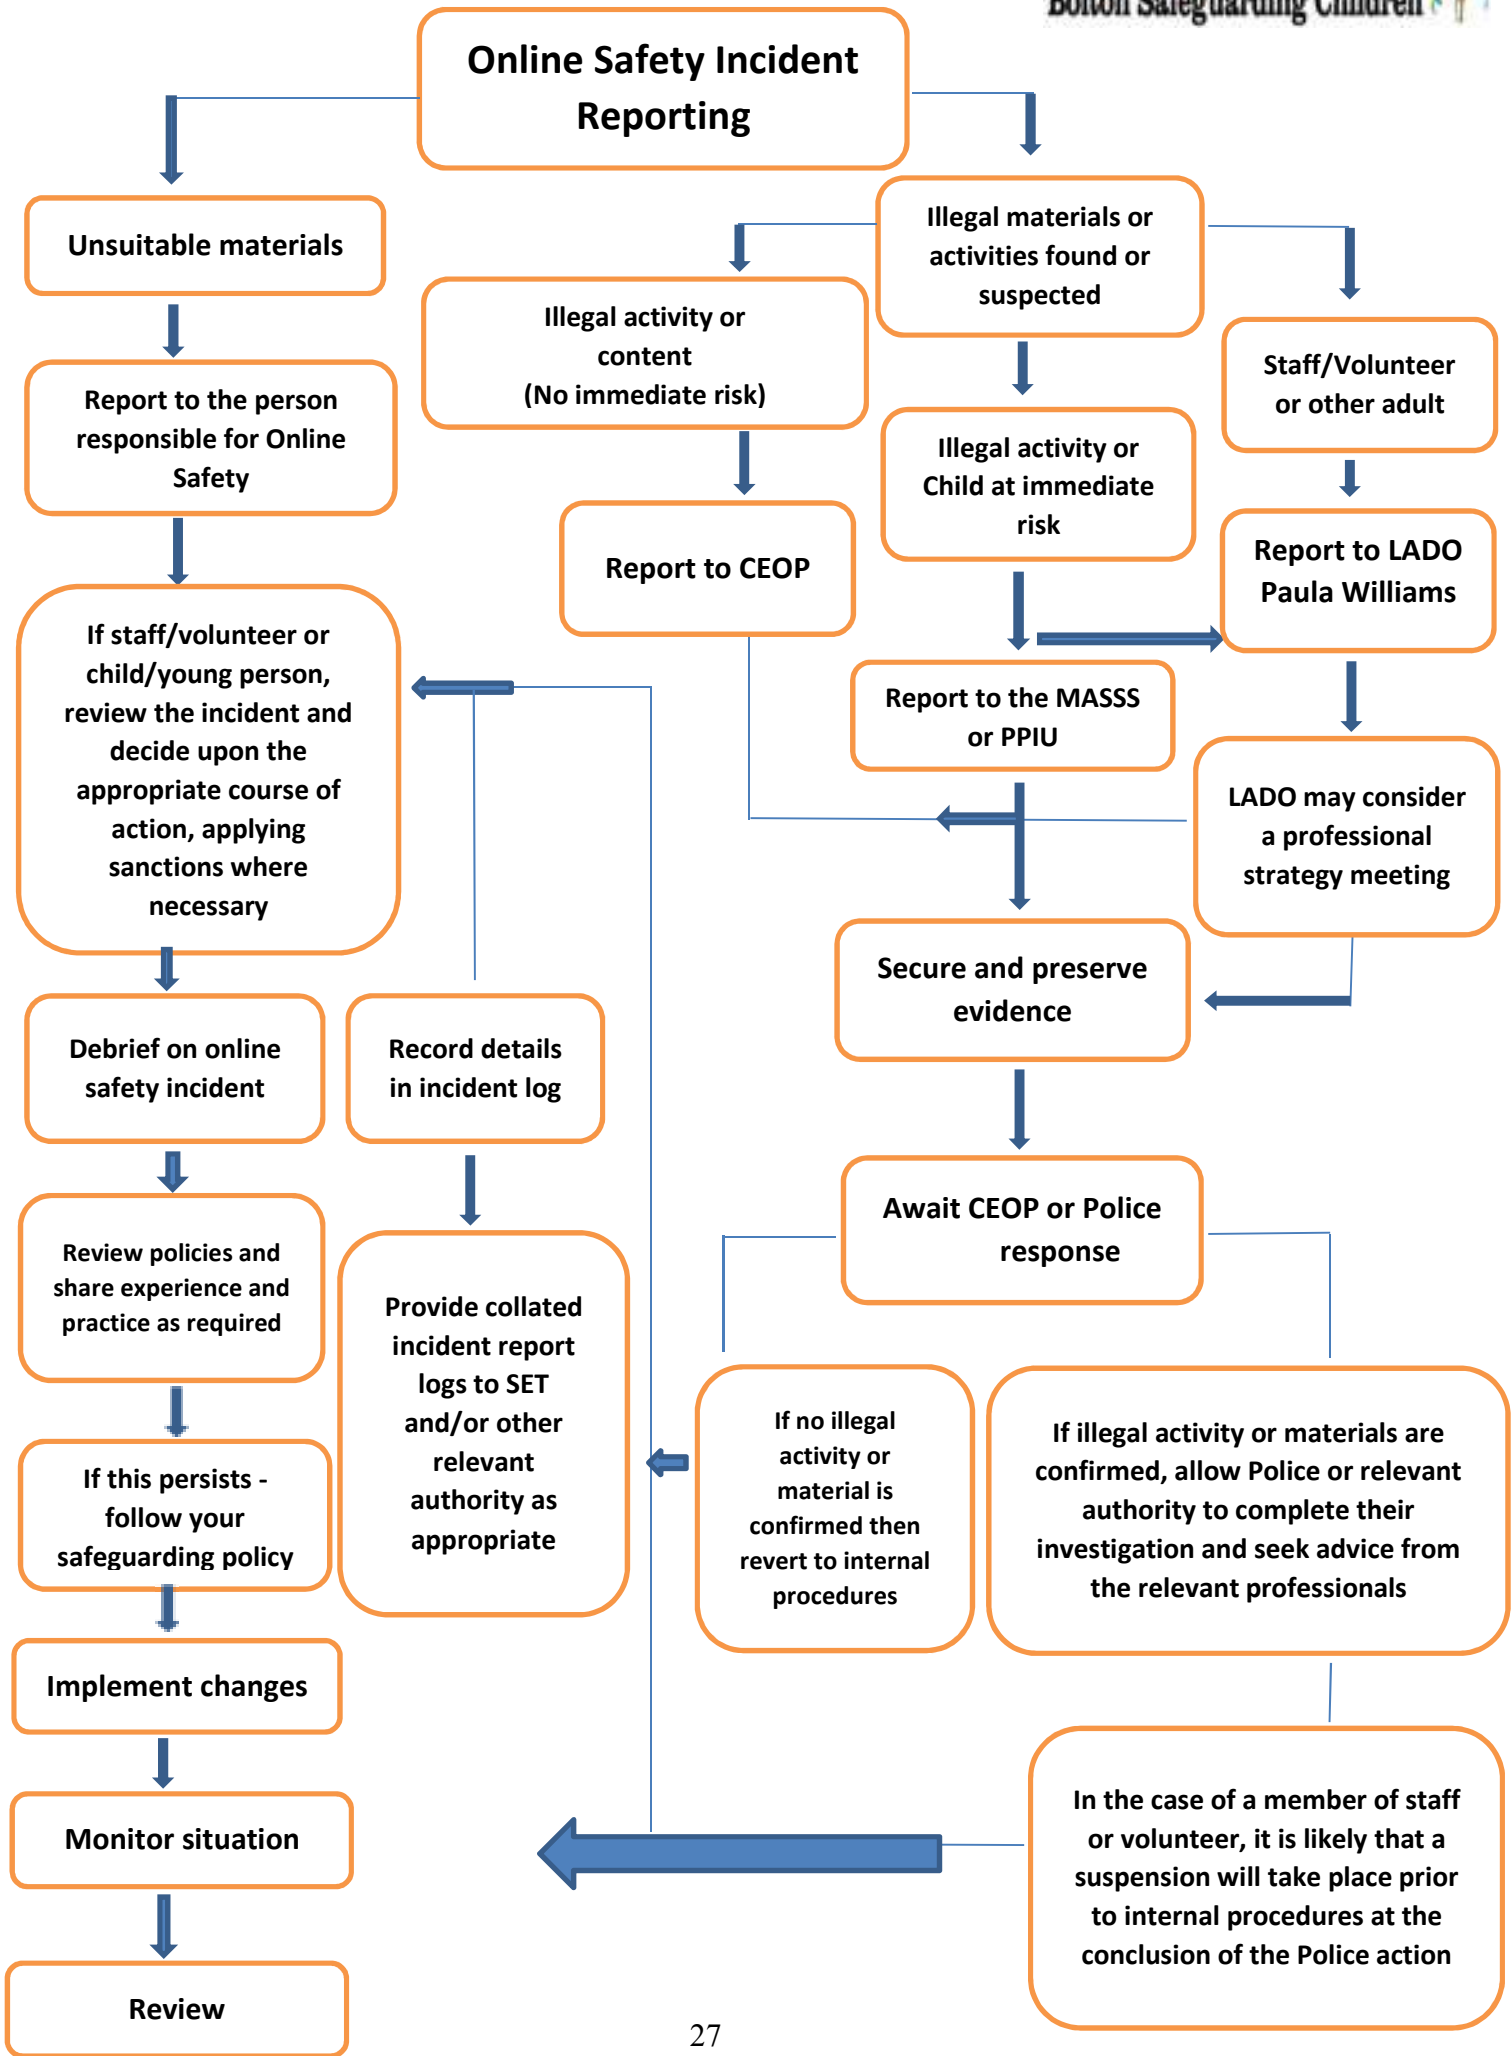 Bolton Safeguarding Children
Online Safety Incident
Reporting
Unsuitable materials
Report to the person
responsible for Online
Safety
If staff/volunteer or
child/young person,
review the incident and
decide upon the
appropriate course of
action, applying
sanctions where
necessary
Debrief on online
safety incident
Review policies and
share experience and
practice as required
If this persists -
follow your
safeguarding policy
Implement changes
Monitor situation
Review
Record details
in incident log
Provide collated
incident report
logs to SET
and/or other
relevant
authority as
appropriate
Illegal materials or
activities found or
suspected
Illegal activity or
content
(No immediate risk)
Report to CEOP
Illegal activity or
Child at immediate
risk
Report to the MASSS
or PPIU
Staff/Volunteer
or other adult
Report to LADO
Paula Williams
LADO may consider
a professional
strategy meeting
Secure and preserve
evidence
Await CEOP or Police
response
If no illegal
activity or
material is
confirmed then
revert to internal
procedures
If illegal activity or materials are
confirmed, allow Police or relevant
authority to complete their
investigation and seek advice from
the relevant professionals
In the case of a member of staff
or volunteer, it is likely that a
suspension will take place prior
to internal procedures at the
conclusion of the Police action
27